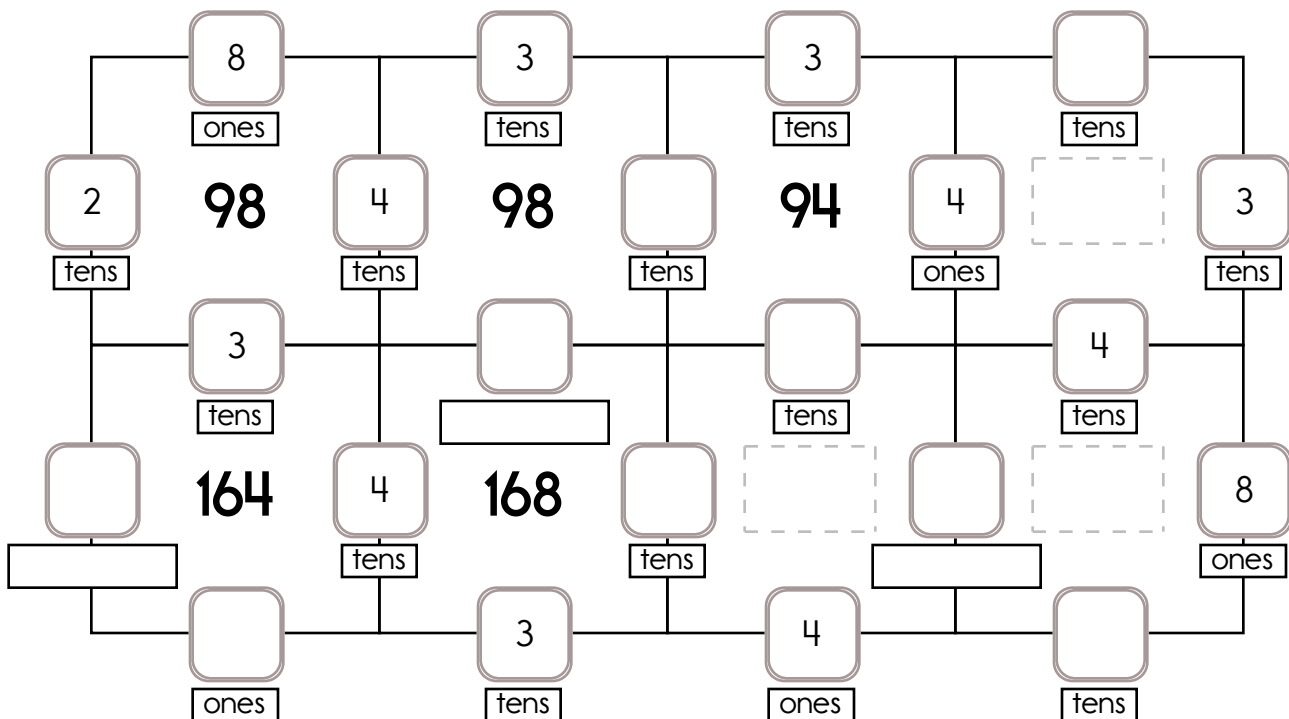 8 3 3
ones tens tens tens
2 98 4 98 94 4 3
tens tens tens ones tens
3 4
tens tens tens
164 4 168 8
tens tens ones
3 4
ones tens ones tens